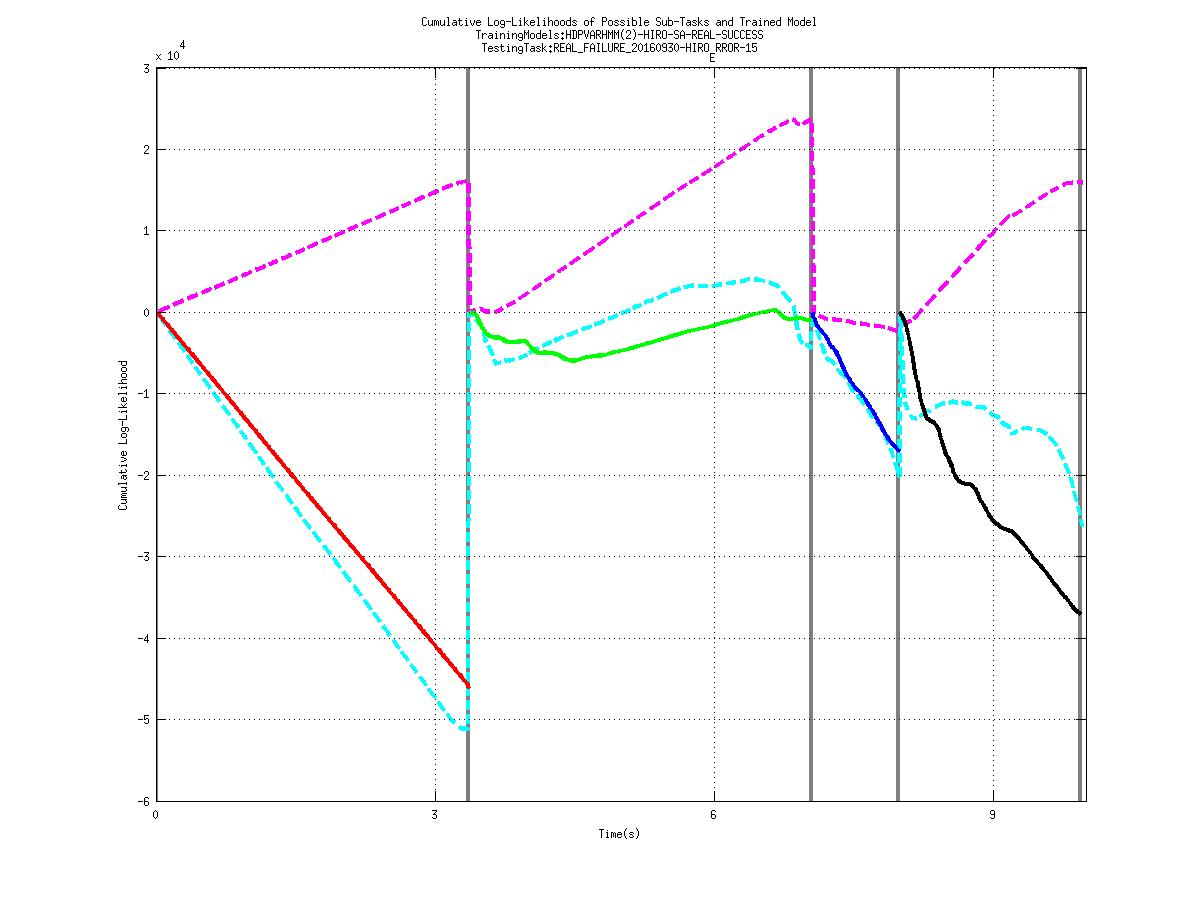 Cumulative Log-Likelihoods of Possible Sub-Tasks and Trained Model
TrainingModels:HDPVARHMM(2)-HIRO-SA-REAL-SUCCESS
TestingTask:REAL_FAILURE_20160930-HIRO_RROR-15
E
x 10^4
3
2
1
0
-1
-2
-3
-4
-5
-6
Cumulative Log-Likelihood
0 3 6 9
Time(s)